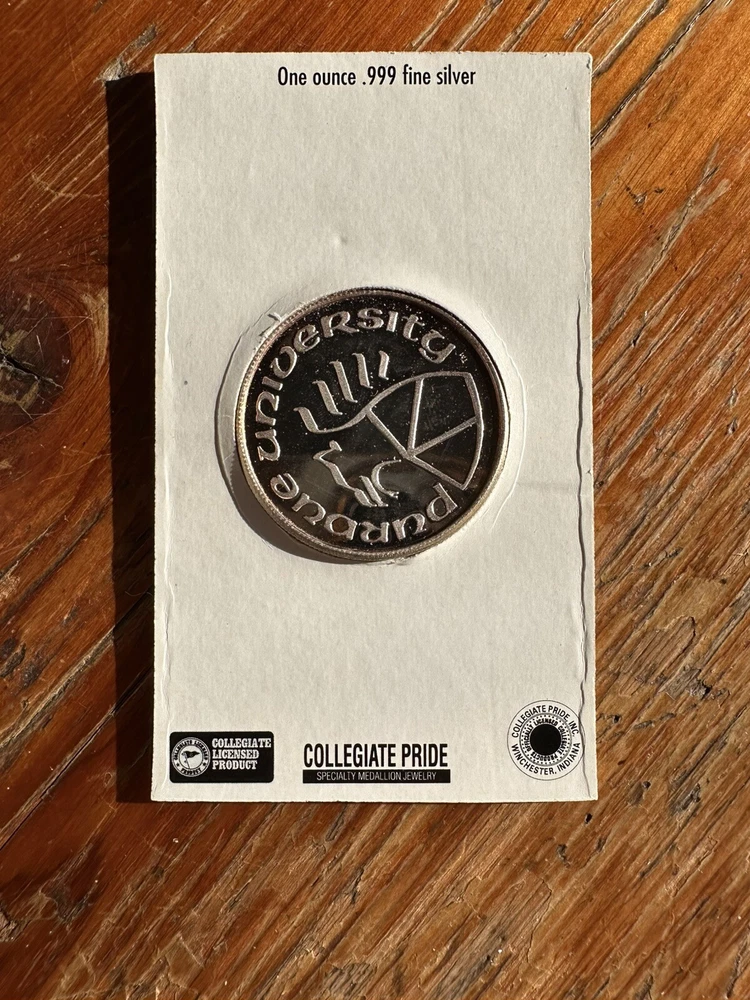 One ounce .999 fine silver
PURDUE UNIVERSITY
COLLEGIATE
LICENSED
PRODUCT
COLLEGIATE PRIDE
SPECIALTY MEDALLION JEWELRY
COLLEGIATE PRIDE, INC.
WINCHESTER, INDIANA